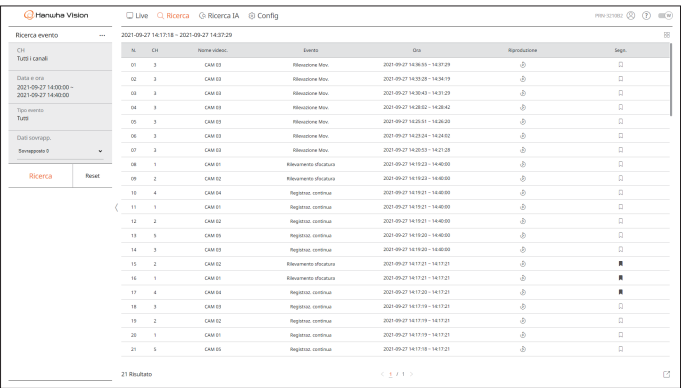 Hanwha Vision
Live Ricerca Ricerca IA Config
PRN-3210B2
Ricerca evento
CH
Tutti i canali
Data e ora
2021-09-27 14:00:00 ~
2021-09-27 14:40:00
Tipo evento
Tutti
Dati sovrapp.
Sovrapposto 0
Ricerca Reset
2021-09-27 14:17:18 ~ 2021-09-27 14:37:29
N. CH Nome videoc. Evento Ora Riproduzione Segn.
01 3 CAM 03 Rilevazione Mov. 2021-09-27 14:36:55 ~ 14:37:29
02 3 CAM 03 Rilevazione Mov. 2021-09-27 14:33:28 ~ 14:34:19
03 3 CAM 03 Rilevazione Mov. 2021-09-27 14:30:43 ~ 14:31:29
04 3 CAM 03 Rilevazione Mov. 2021-09-27 14:28:02 ~ 14:28:42
05 3 CAM 03 Rilevazione Mov. 2021-09-27 14:25:51 ~ 14:26:20
06 3 CAM 03 Rilevazione Mov. 2021-09-27 14:23:24 ~ 14:24:02
07 3 CAM 03 Rilevazione Mov. 2021-09-27 14:20:53 ~ 14:21:28
08 1 CAM 01 Rilevamento sfocatura 2021-09-27 14:19:23 ~ 14:40:00
09 2 CAM 02 Rilevamento sfocatura 2021-09-27 14:19:23 ~ 14:40:00
10 4 CAM 04 Registraz. continua 2021-09-27 14:19:21 ~ 14:40:00
11 1 CAM 01 Registraz. continua 2021-09-27 14:19:21 ~ 14:40:00
12 2 CAM 02 Registraz. continua 2021-09-27 14:19:21 ~ 14:40:00
13 5 CAM 05 Registraz. continua 2021-09-27 14:19:20 ~ 14:40:00
14 3 CAM 03 Registraz. continua 2021-09-27 14:19:20 ~ 14:40:00
15 2 CAM 02 Rilevamento sfocatura 2021-09-27 14:17:21 ~ 14:17:21
16 1 CAM 01 Rilevamento sfocatura 2021-09-27 14:17:21 ~ 14:17:21
17 4 CAM 04 Registraz. continua 2021-09-27 14:17:20 ~ 14:17:21
18 3 CAM 03 Registraz. continua 2021-09-27 14:17:19 ~ 14:17:21
19 2 CAM 02 Registraz. continua 2021-09-27 14:17:19 ~ 14:17:21
20 1 CAM 01 Registraz. continua 2021-09-27 14:17:19 ~ 14:17:21
21 5 CAM 05 Registraz. continua 2021-09-27 14:17:18 ~ 14:17:21
21 Risultato
1 / 1